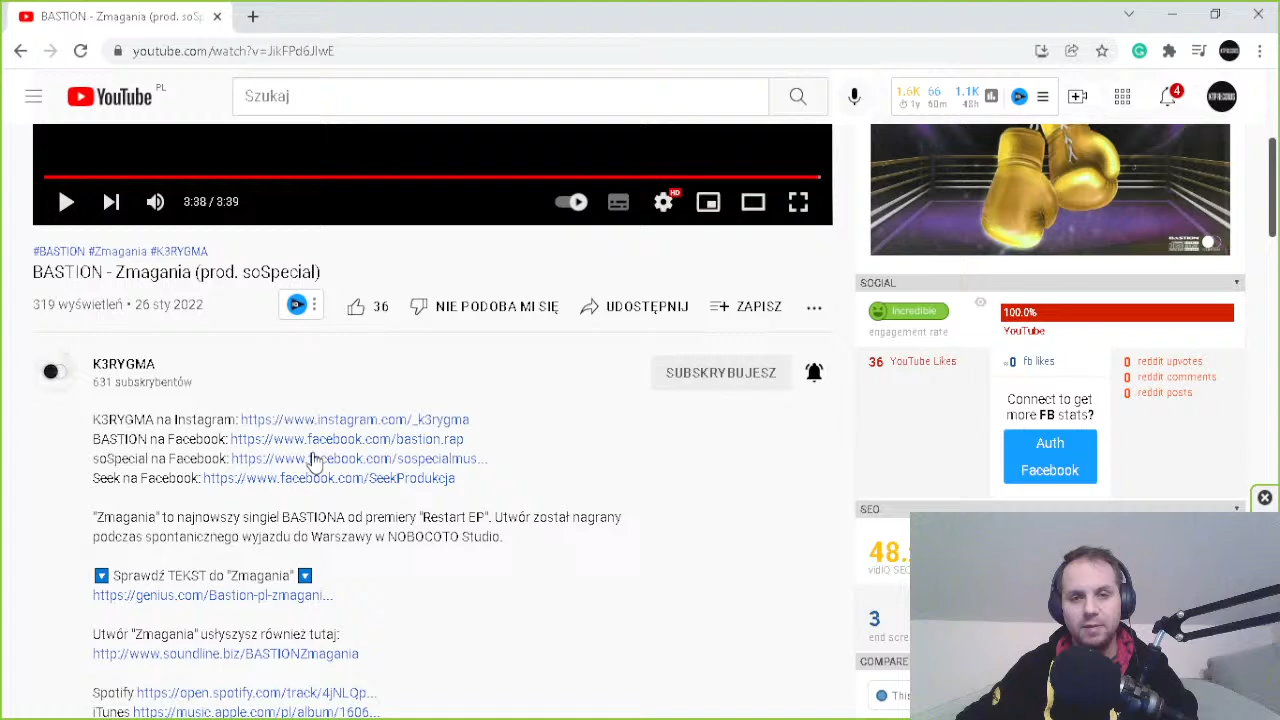 BASTION - Zmagania (prod. soSp
youtube.com/watch?v=JikFPd6JlwE
YouTube PL
Szukaj
1.6K 66 1.1K
1y 60m 48h
4
3:38 / 3:39
HD
#BASTION #Zmagania #K3RYGMA
BASTION - Zmagania (prod. soSpecial)
319 wyświetleń • 26 sty 2022
36
NIE PODOBA MI SIĘ
UDOSTĘPNIJ
ZAPISZ
K3RYGMA
631 subskrybentów
SUBSKRYBUJESZ
K3RYGMA na Instagram: https://www.instagram.com/_k3rygma
BASTION na Facebook: https://www.facebook.com/bastion.rap
soSpecial na Facebook: https://www.facebook.com/sospecialmus...
Seek na Facebook: https://www.facebook.com/SeekProdukcja
"Zmagania" to najnowszy singiel BASTIONA od premiery "Restart EP". Utwór został nagrany
podczas spontanicznego wyjazdu do Warszawy w NOBOCOTO Studio.
Sprawdź TEKST do "Zmagania"
https://genius.com/Bastion-pl-zmagani...
Utwór "Zmagania" usłyszysz również tutaj:
http://www.soundline.biz/BASTIONZmagania
Spotify https://open.spotify.com/track/4jNLQp...
iTunes https://music.apple.com/pl/album/1606...
BASTION
SOCIAL
Incredible
engagement rate
100.0%
YouTube
36 YouTube Likes
0 fb likes
0 reddit upvotes
0 reddit comments
0 reddit posts
Connect to get
more FB stats?
Auth
Facebook
SEO
48.
vidIQ SEO
3
end scre
COMPARE
This